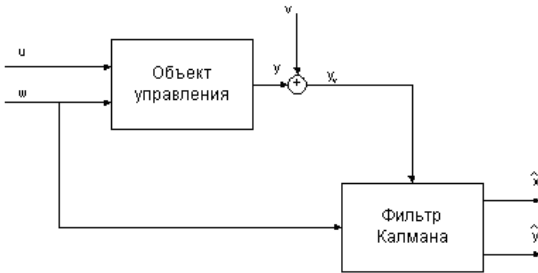 v
u
Объект
управления
y
+
yᵥ
w
x̂
Фильтр
Калмана
ŷ